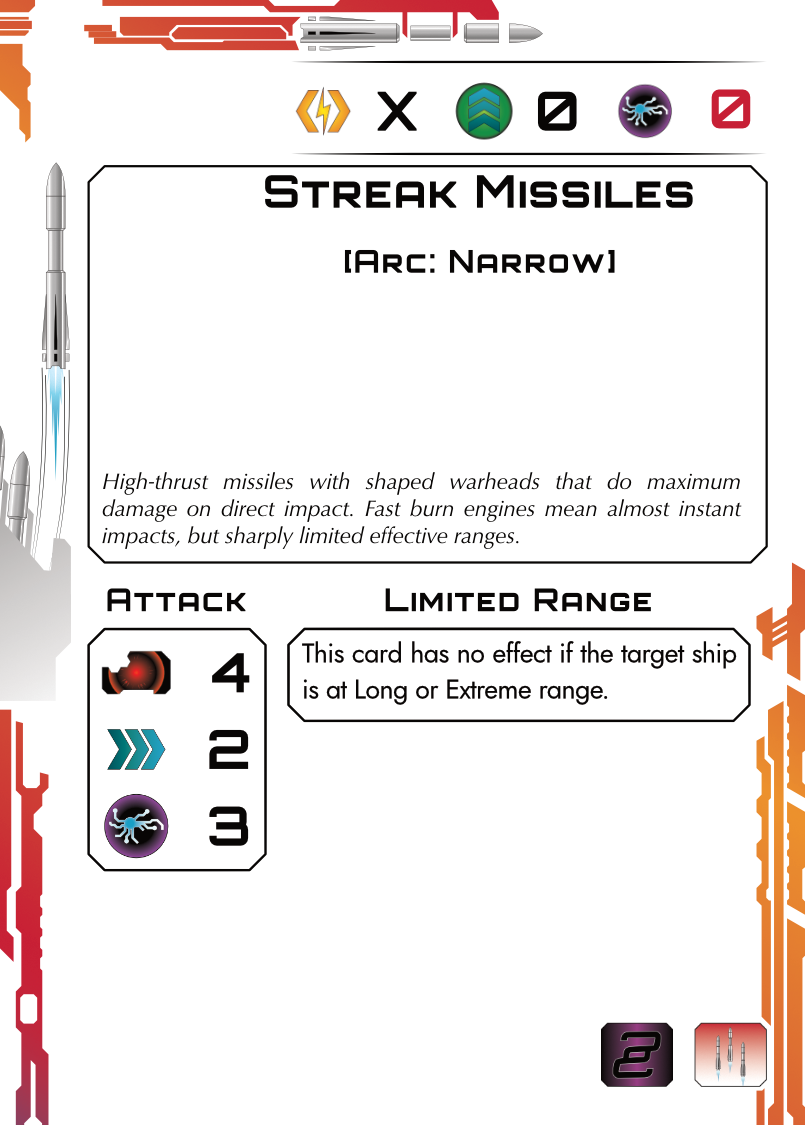 X 0 0
Streak Missiles
[Arc: Narrow]
High-thrust missiles with shaped warheads that do maximum
damage on direct impact. Fast burn engines mean almost instant
impacts, but sharply limited effective ranges.
Attack
4
2
3
Limited Range
This card has no effect if the target ship
is at Long or Extreme range.
2